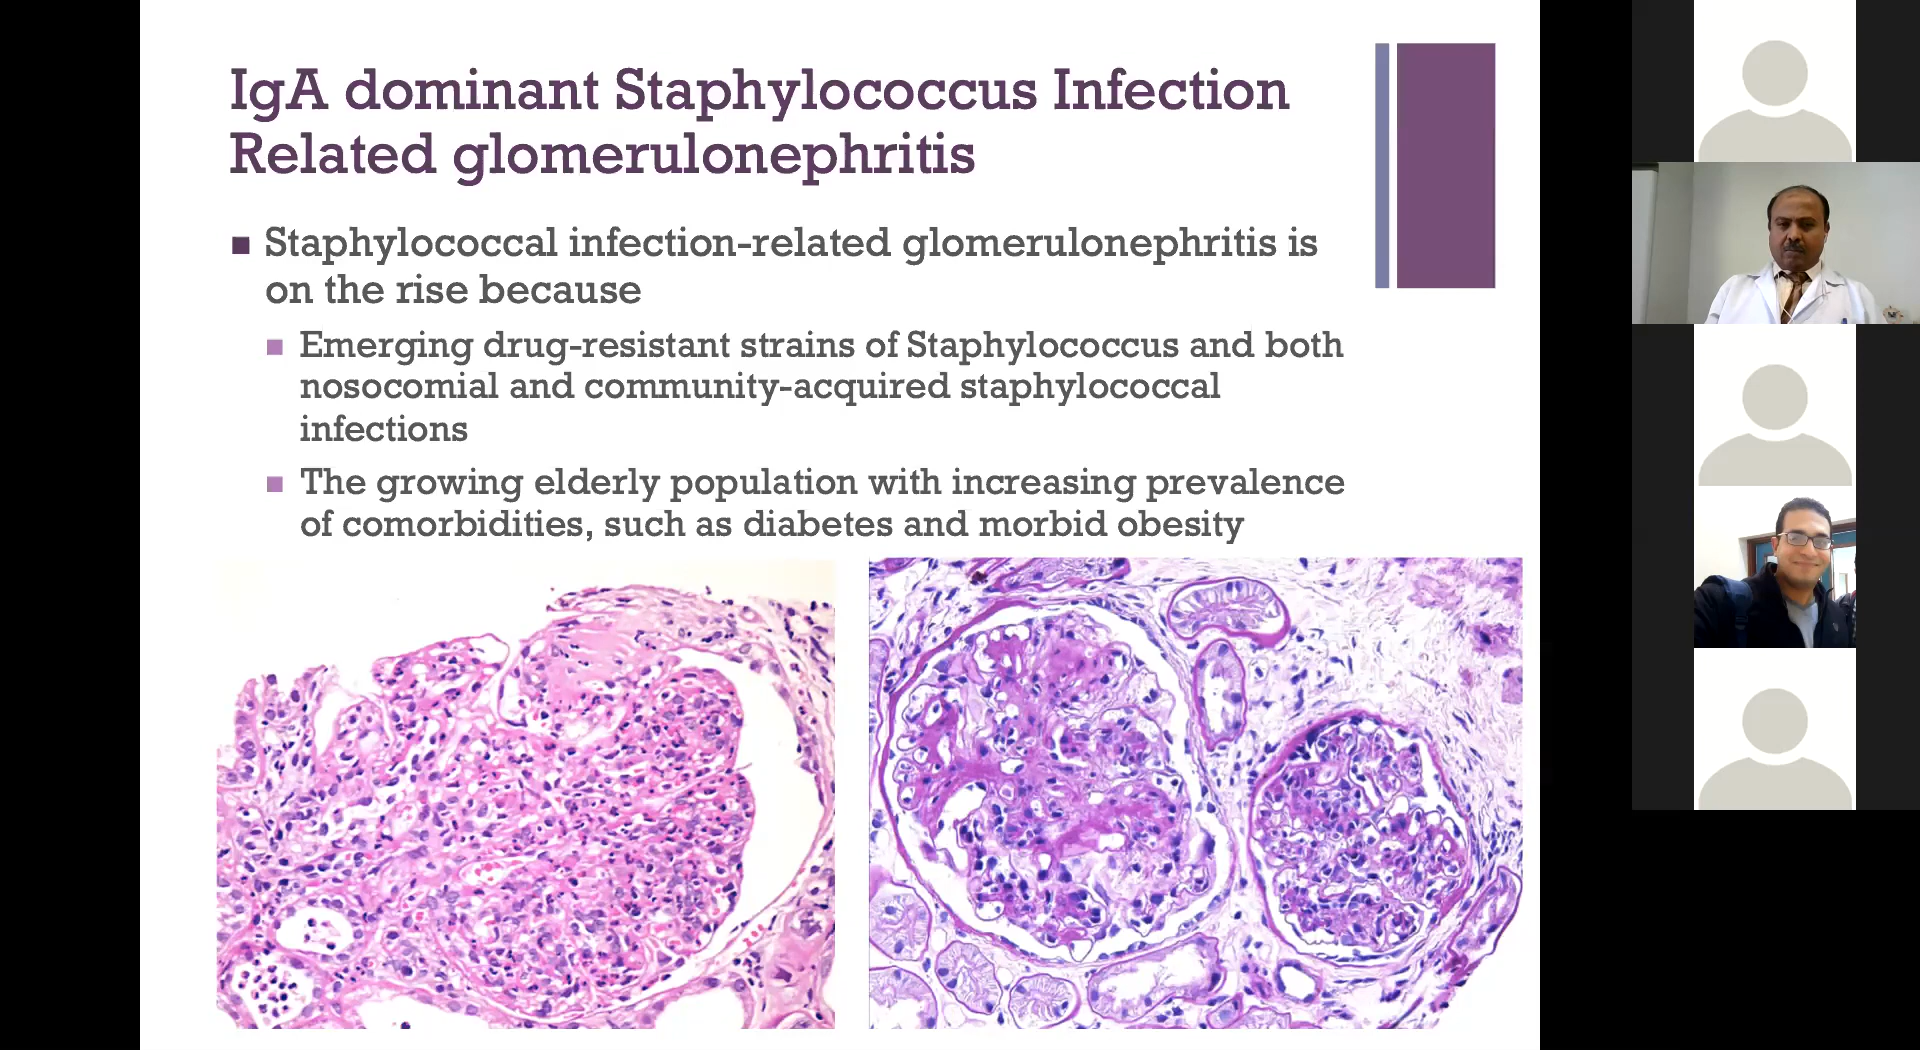 IgA dominant Staphylococcus Infection
Related glomerulonephritis
Staphylococcal infection-related glomerulonephritis is
on the rise because
Emerging drug-resistant strains of Staphylococcus and both
nosocomial and community-acquired staphylococcal
infections
The growing elderly population with increasing prevalence
of comorbidities, such as diabetes and morbid obesity